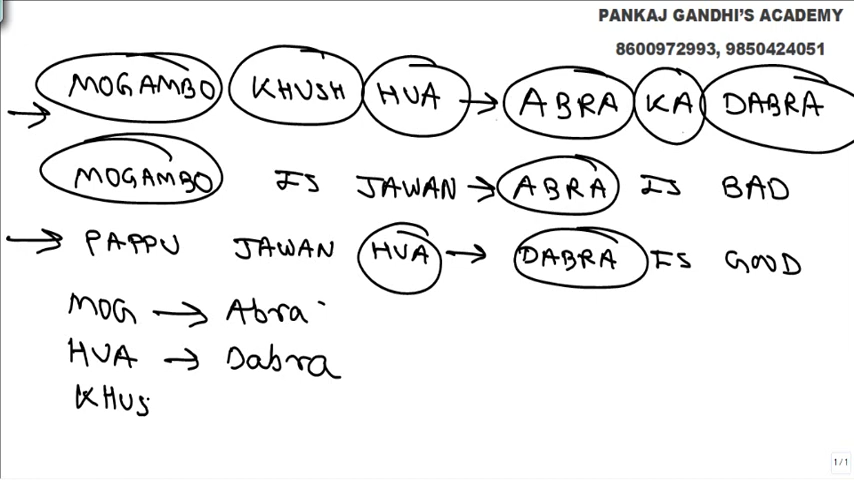 PANKAJ GANDHI'S ACADEMY
8600972993, 9850424051
MOGAMBO KHUSH HUA → ABRA KA DABRA
MOGAMBO IS JAWAN → ABRA IS BAD
→ PAPPU JAWAN HUA → DABRA IS GOOD
MOG → Abra
HUA → Dabra
KHUS
1/1